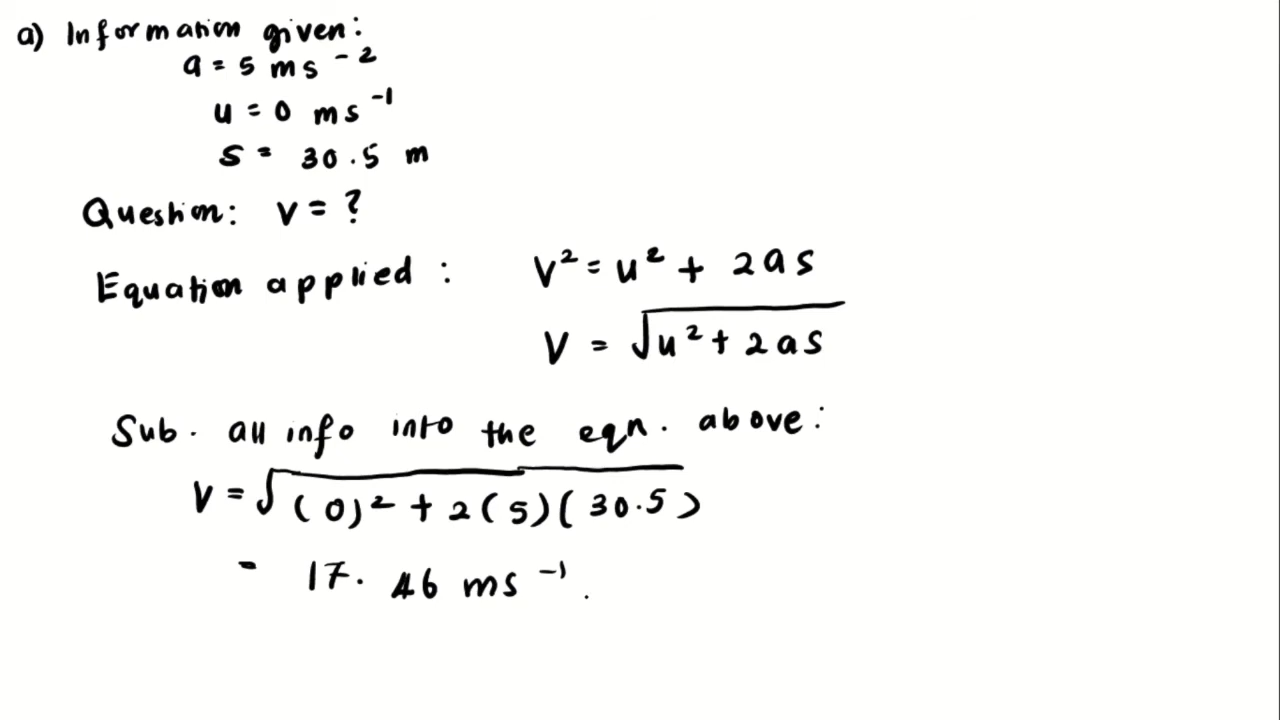 a) Information given:
a = 5 ms⁻²
u = 0 ms⁻¹
s = 30.5 m
Question: v = ?
Equation applied: v² = u² + 2as
v = √(u² + 2as)
Sub. all info into the eqn. above:
v = √((0)² + 2(5)(30.5))
= 17.46 ms⁻¹.